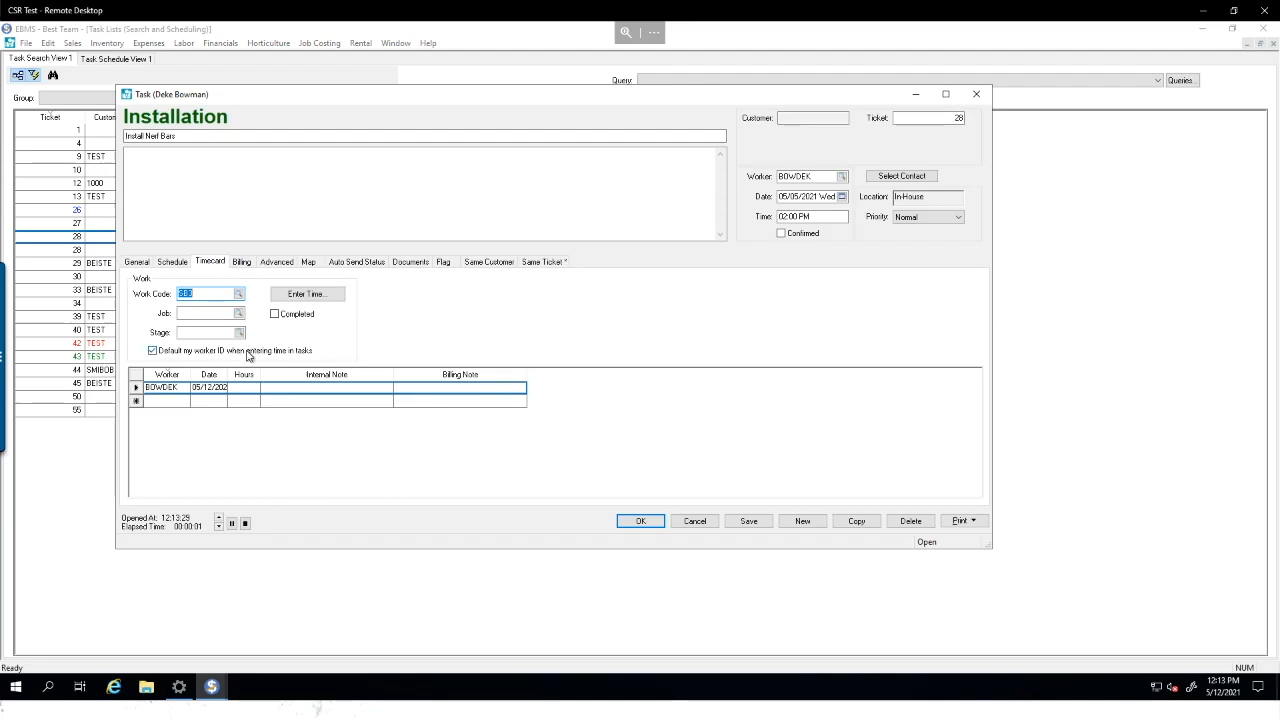 CSR Test - Remote Desktop
EBMS - Best Team - [Task Lists (Search and Scheduling)]
File Edit Sales Inventory Expenses Labor Financials Horticulture Job Costing Rental Window Help
Task Search View 1 Task Schedule View 1
Query: Queries...
Group:
Ticket Custo
1
4
9 TEST
10
12 1000
13 TEST
26
27
28
28
29 BEISTE
30
33 BEISTE
34
39 TEST
40 TEST
42 TEST
43 TEST
44 SMIBOB
45 BEISTE
50
55
Task (Deke Bowman)
Installation
Install Nerf Bars
Customer: Ticket: 28
Worker: BOWDEK Select Contact
Date: 05/05/2021 Wed Location: In-House
Time: 02:00 PM Priority: Normal
Confirmed
General Schedule Timecard Billing Advanced Map Auto Send Status Documents Flag Same Customer Same Ticket*
Work
Work Code: Enter Time...
Job: Completed
Stage:
Default my worker ID when entering time in tasks
Worker Date Hours Internal Note Billing Note
BOWDEK 05/12/202
Opened At: 12:13:29
Elapsed Time: 00:00:01
OK Cancel Save New Copy Delete Print
Open
Ready NUM
12:13 PM
5/12/2021